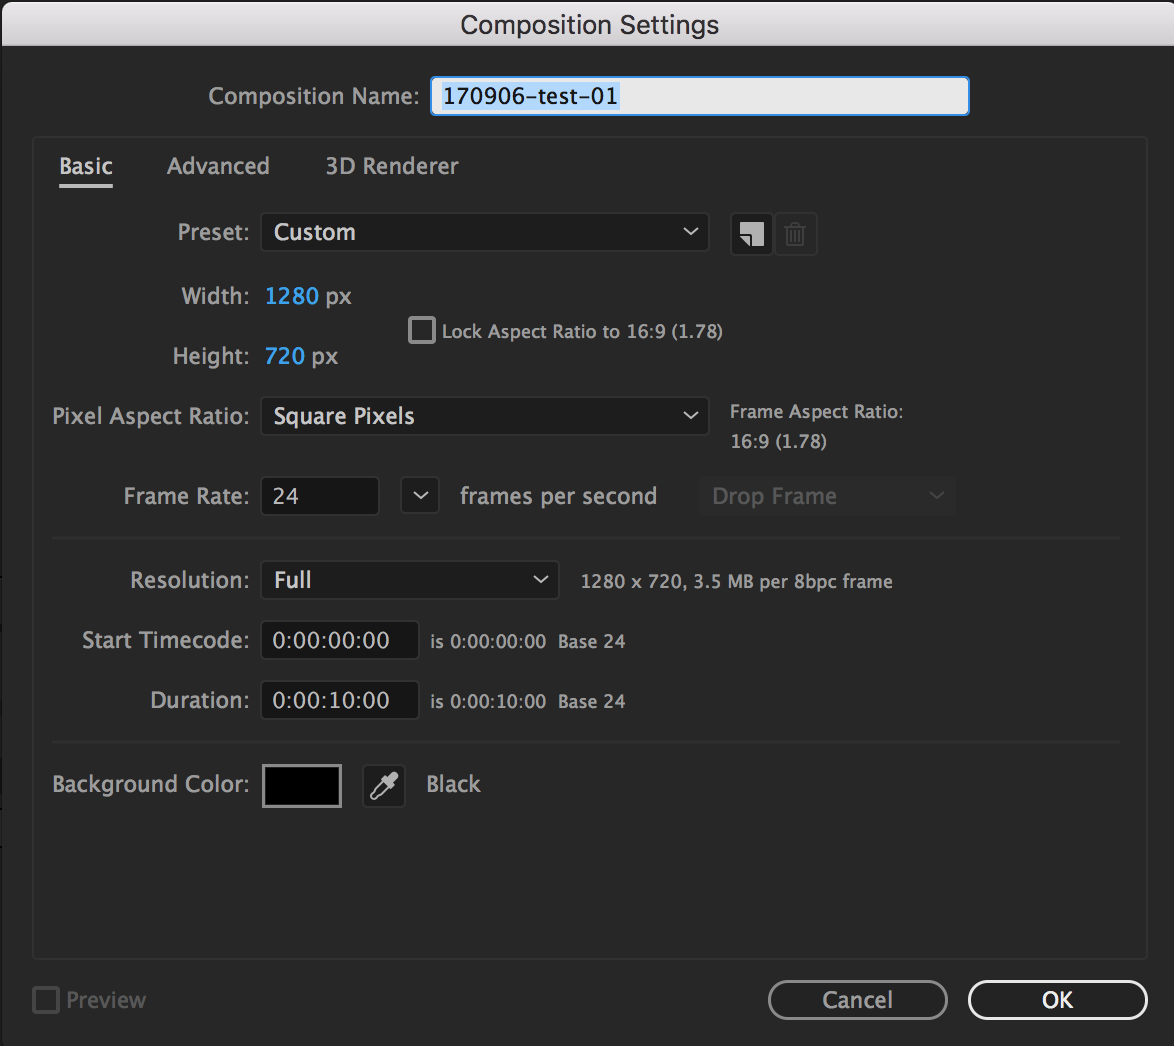 Composition Settings
Composition Name: 170906-test-01
Basic Advanced 3D Renderer
Preset: Custom
Width: 1280 px
Lock Aspect Ratio to 16:9 (1.78)
Height: 720 px
Pixel Aspect Ratio: Square Pixels Frame Aspect Ratio:
16:9 (1.78)
Frame Rate: 24 frames per second Drop Frame
Resolution: Full 1280 x 720, 3.5 MB per 8bpc frame
Start Timecode: 0:00:00:00 is 0:00:00:00 Base 24
Duration: 0:00:10:00 is 0:00:10:00 Base 24
Background Color: Black
Preview Cancel OK